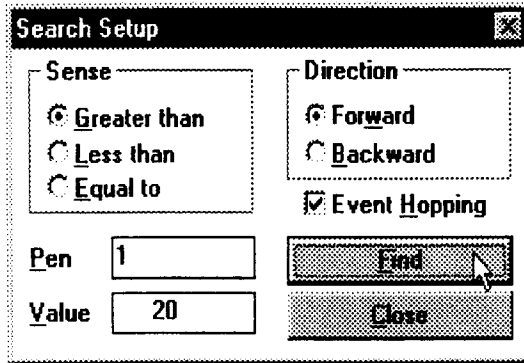 Search Setup
Sense
Greater than
Less than
Equal to
Direction
Forward
Backward
Event Hopping
Pen 1
Value 20
Find
Close